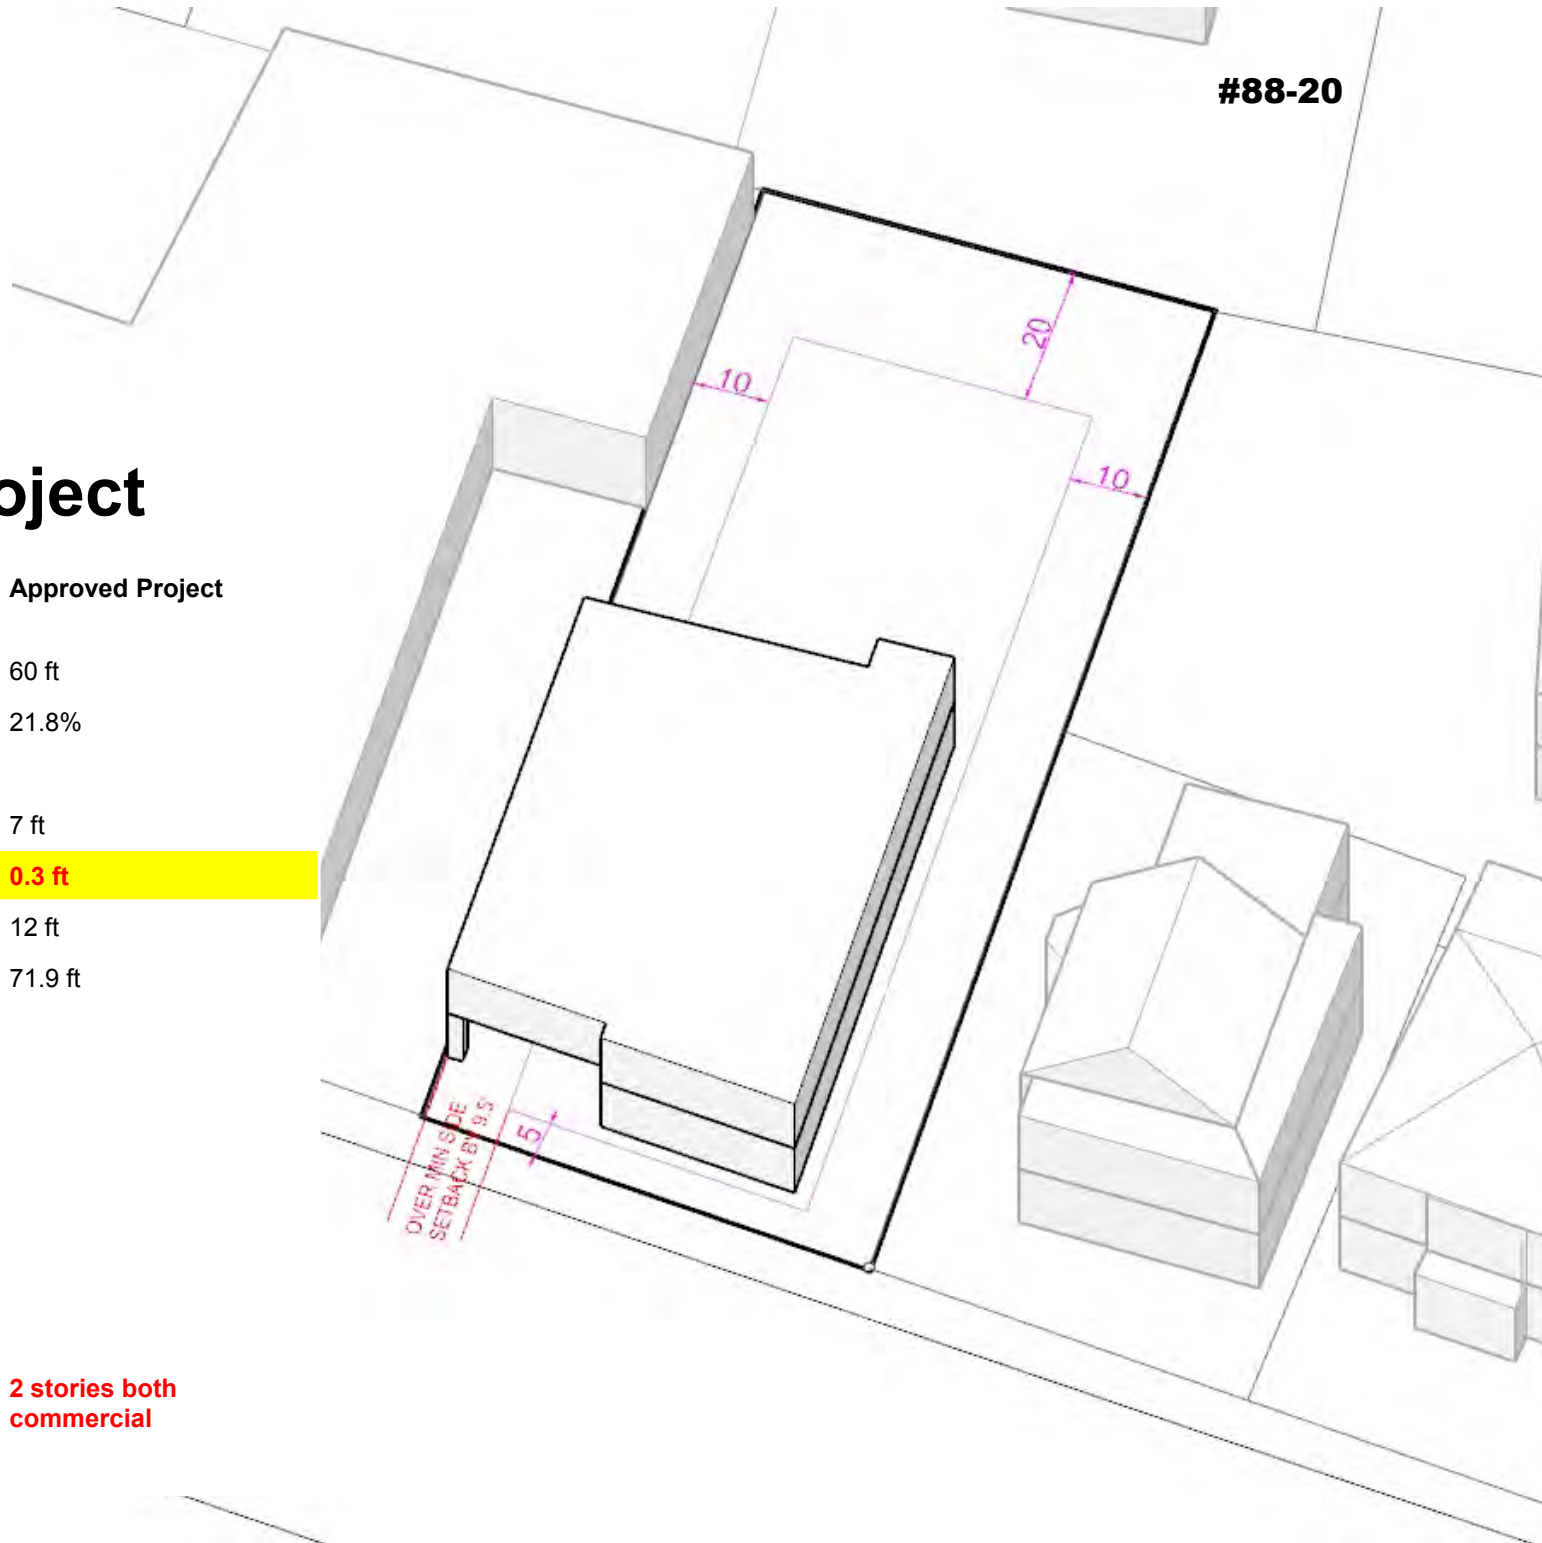 #88-20
oject
Approved Project
60 ft
21.8%
7 ft
0.3 ft
12 ft
71.9 ft
2 stories both
commercial
20
10
10
5
OVER MIN SIDE
SETBACK BY 9.5'